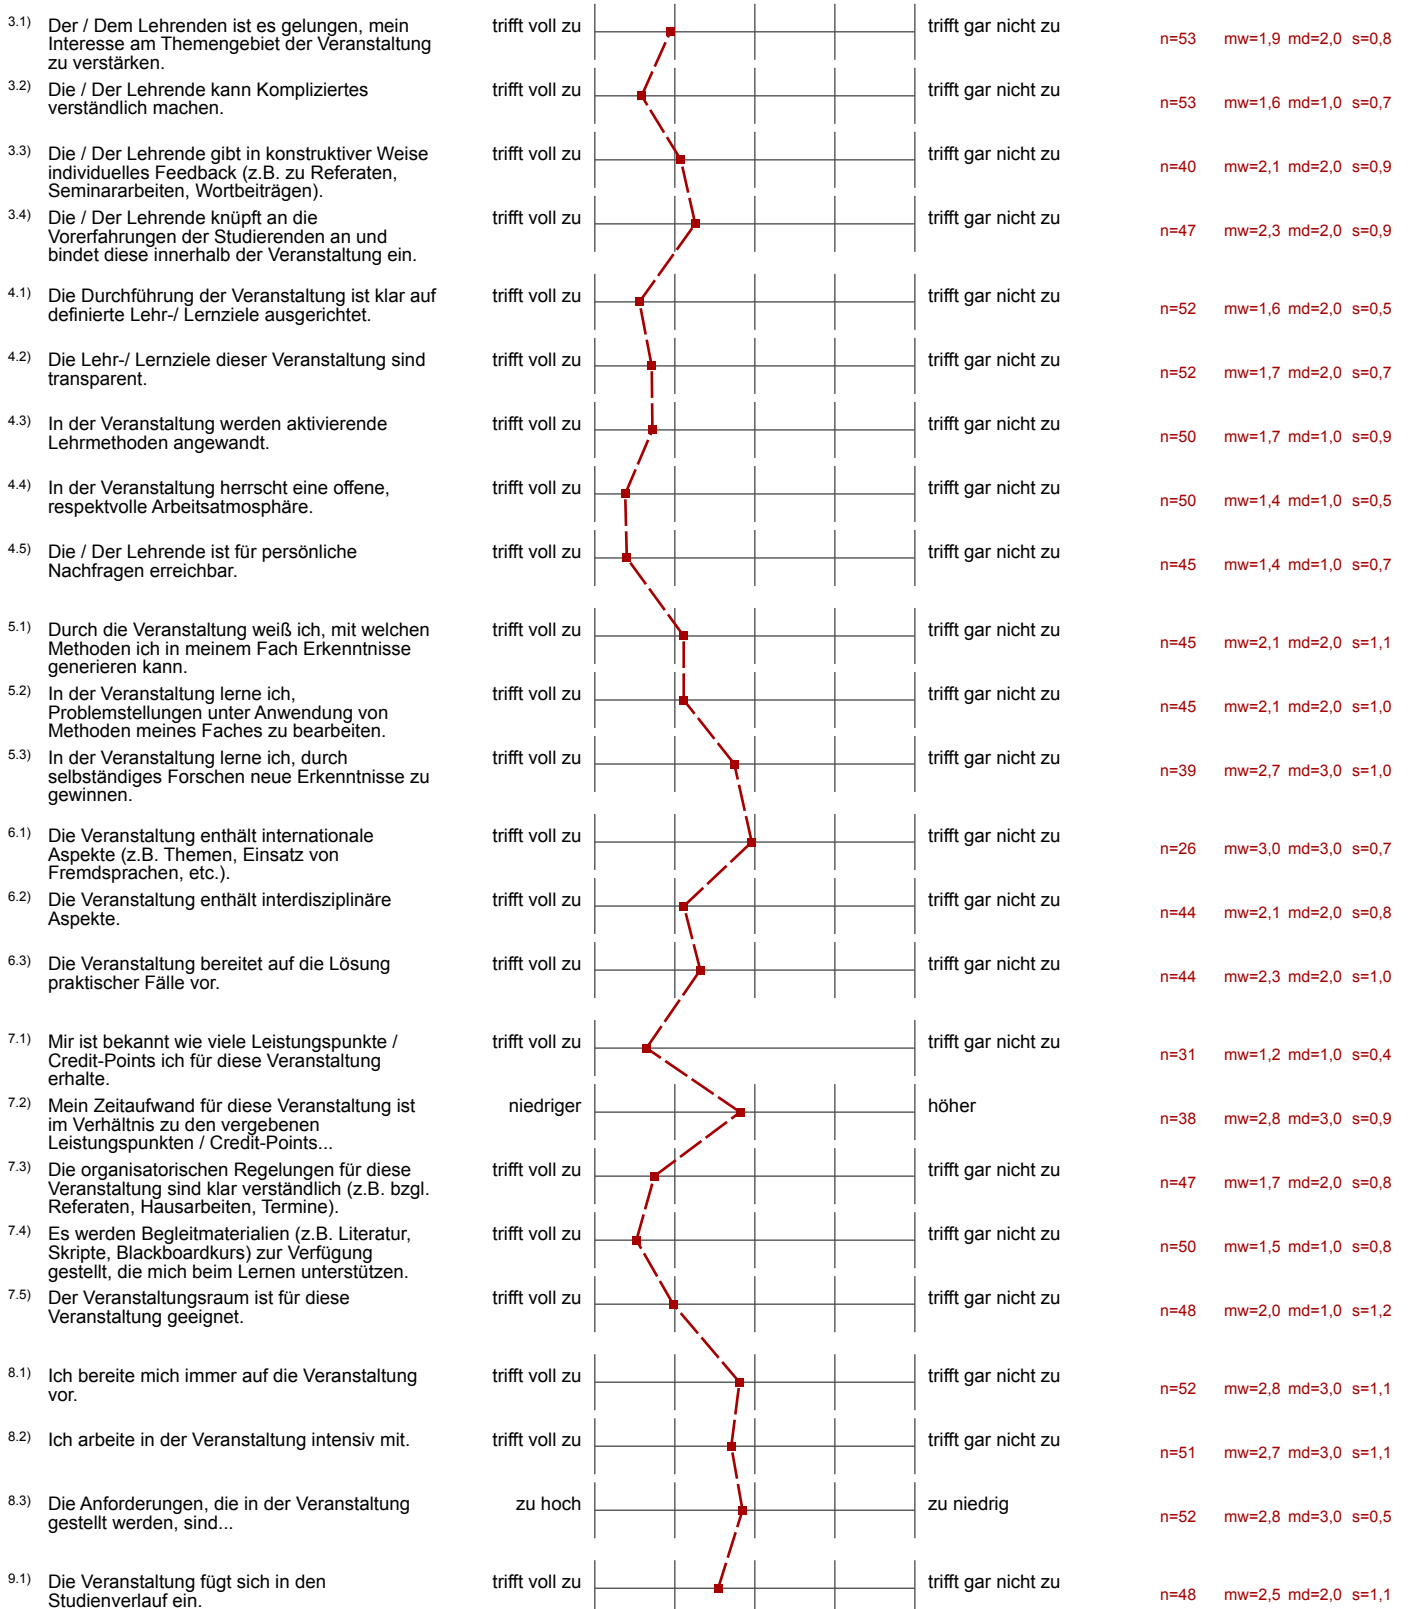 3.1) Der / Dem Lehrenden ist es gelungen, mein trifft voll zu trifft gar nicht zu
Interesse am Themengebiet der Veranstaltung n=53 mw=1,9 md=2,0 s=0,8
zu verstärken.
3.2) Die / Der Lehrende kann Kompliziertes trifft voll zu trifft gar nicht zu
verständlich machen. n=53 mw=1,6 md=1,0 s=0,7
3.3) Die / Der Lehrende gibt in konstruktiver Weise trifft voll zu trifft gar nicht zu
individuelles Feedback (z.B. zu Referaten, n=40 mw=2,1 md=2,0 s=0,9
Seminararbeiten, Wortbeiträgen).
3.4) Die / Der Lehrende knüpft an die trifft voll zu trifft gar nicht zu
Vorerfahrungen der Studierenden an und n=47 mw=2,3 md=2,0 s=0,9
bindet diese innerhalb der Veranstaltung ein.
4.1) Die Durchführung der Veranstaltung ist klar auf trifft voll zu trifft gar nicht zu
definierte Lehr-/ Lernziele ausgerichtet. n=52 mw=1,6 md=2,0 s=0,5
4.2) Die Lehr-/ Lernziele dieser Veranstaltung sind trifft voll zu trifft gar nicht zu
transparent. n=52 mw=1,7 md=2,0 s=0,7
4.3) In der Veranstaltung werden aktivierende trifft voll zu trifft gar nicht zu
Lehrmethoden angewandt. n=50 mw=1,7 md=1,0 s=0,9
4.4) In der Veranstaltung herrscht eine offene, trifft voll zu trifft gar nicht zu
respektvolle Arbeitsatmosphäre. n=50 mw=1,4 md=1,0 s=0,5
4.5) Die / Der Lehrende ist für persönliche trifft voll zu trifft gar nicht zu
Nachfragen erreichbar. n=45 mw=1,4 md=1,0 s=0,7
5.1) Durch die Veranstaltung weiß ich, mit welchen trifft voll zu trifft gar nicht zu
Methoden ich in meinem Fach Erkenntnisse n=45 mw=2,1 md=2,0 s=1,1
generieren kann.
5.2) In der Veranstaltung lerne ich, trifft voll zu trifft gar nicht zu
Problemstellungen unter Anwendung von n=45 mw=2,1 md=2,0 s=1,0
Methoden meines Faches zu bearbeiten.
5.3) In der Veranstaltung lerne ich, durch trifft voll zu trifft gar nicht zu
selbständiges Forschen neue Erkenntnisse zu n=39 mw=2,7 md=3,0 s=1,0
gewinnen.
6.1) Die Veranstaltung enthält internationale trifft voll zu trifft gar nicht zu
Aspekte (z.B. Themen, Einsatz von n=26 mw=3,0 md=3,0 s=0,7
Fremdsprachen, etc.).
6.2) Die Veranstaltung enthält interdisziplinäre trifft voll zu trifft gar nicht zu
Aspekte. n=44 mw=2,1 md=2,0 s=0,8
6.3) Die Veranstaltung bereitet auf die Lösung trifft voll zu trifft gar nicht zu
praktischer Fälle vor. n=44 mw=2,3 md=2,0 s=1,0
7.1) Mir ist bekannt wie viele Leistungspunkte / trifft voll zu trifft gar nicht zu
Credit-Points ich für diese Veranstaltung n=31 mw=1,2 md=1,0 s=0,4
erhalte.
7.2) Mein Zeitaufwand für diese Veranstaltung ist niedriger höher
im Verhältnis zu den vergebenen n=38 mw=2,8 md=3,0 s=0,9
Leistungspunkten / Credit-Points...
7.3) Die organisatorischen Regelungen für diese trifft voll zu trifft gar nicht zu
Veranstaltung sind klar verständlich (z.B. bzgl. n=47 mw=1,7 md=2,0 s=0,8
Referaten, Hausarbeiten, Termine).
7.4) Es werden Begleitmaterialien (z.B. Literatur, trifft voll zu trifft gar nicht zu
Skripte, Blackboardkurs) zur Verfügung n=50 mw=1,5 md=1,0 s=0,8
gestellt, die mich beim Lernen unterstützen.
7.5) Der Veranstaltungsraum ist für diese trifft voll zu trifft gar nicht zu
Veranstaltung geeignet. n=48 mw=2,0 md=1,0 s=1,2
8.1) Ich bereite mich immer auf die Veranstaltung trifft voll zu trifft gar nicht zu
vor. n=52 mw=2,8 md=3,0 s=1,1
8.2) Ich arbeite in der Veranstaltung intensiv mit. trifft voll zu trifft gar nicht zu
n=51 mw=2,7 md=3,0 s=1,1
8.3) Die Anforderungen, die in der Veranstaltung zu hoch zu niedrig
gestellt werden, sind... n=52 mw=2,8 md=3,0 s=0,5
9.1) Die Veranstaltung fügt sich in den trifft voll zu trifft gar nicht zu
Studienverlauf ein. n=48 mw=2,5 md=2,0 s=1,1